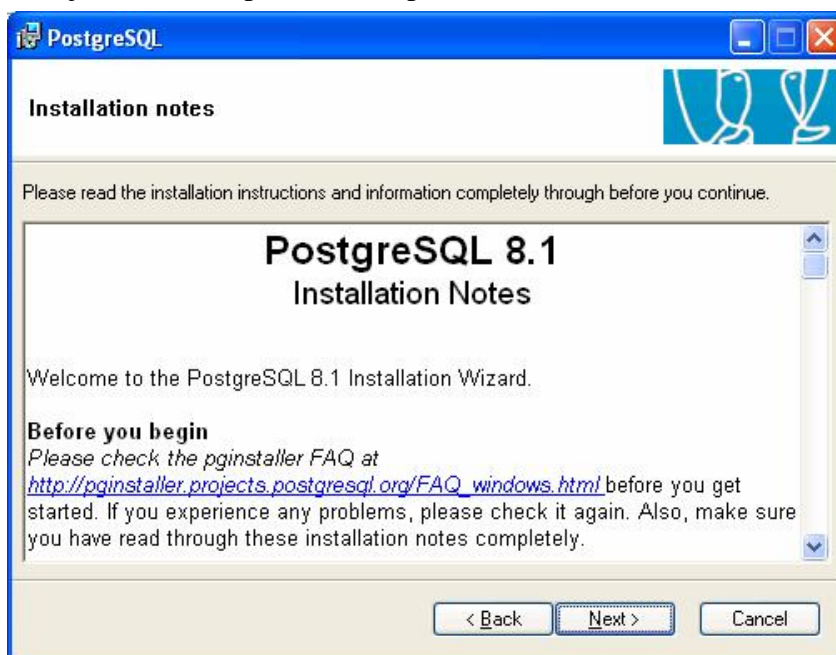 PostgreSQL
Installation notes
Please read the installation instructions and information completely through before you continue.
PostgreSQL 8.1
Installation Notes
Welcome to the PostgreSQL 8.1 Installation Wizard.
Before you begin
Please check the pginstaller FAQ at
http://pginstaller.projects.postgresql.org/FAQ_windows.html before you get
started. If you experience any problems, please check it again. Also, make sure
you have read through these installation notes completely.
< Back Next > Cancel